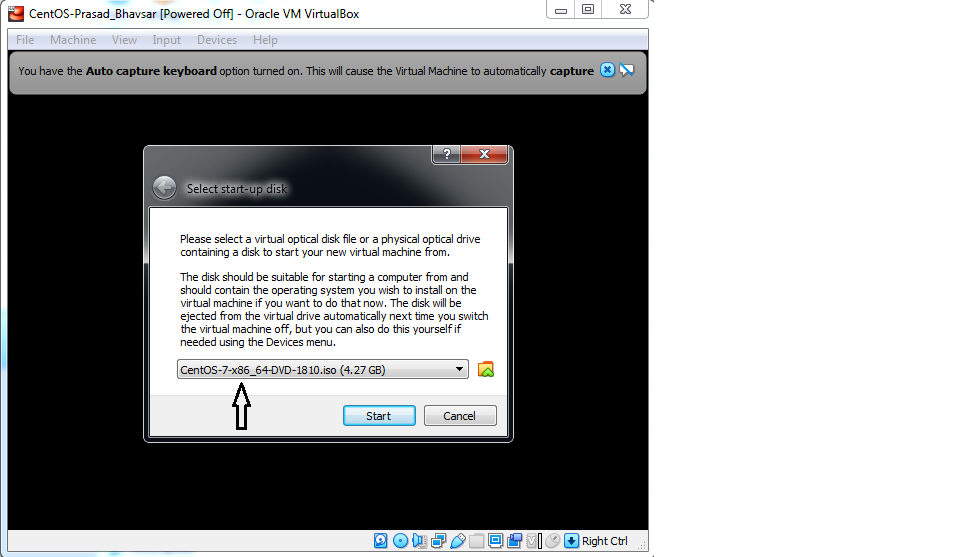 CentOS-Prasad_Bhavsar [Powered Off] - Oracle VM VirtualBox
File Machine View Input Devices Help
You have the Auto capture keyboard option turned on. This will cause the Virtual Machine to automatically capture
Select start-up disk
Please select a virtual optical disk file or a physical optical drive
containing a disk to start your new virtual machine from.
The disk should be suitable for starting a computer from and
should contain the operating system you wish to install on the
virtual machine if you want to do that now. The disk will be
ejected from the virtual drive automatically next time you switch
the virtual machine off, but you can also do this yourself if
needed using the Devices menu.
CentOS-7-x86_64-DVD-1810.iso (4.27 GB)
Start Cancel
Right Ctrl